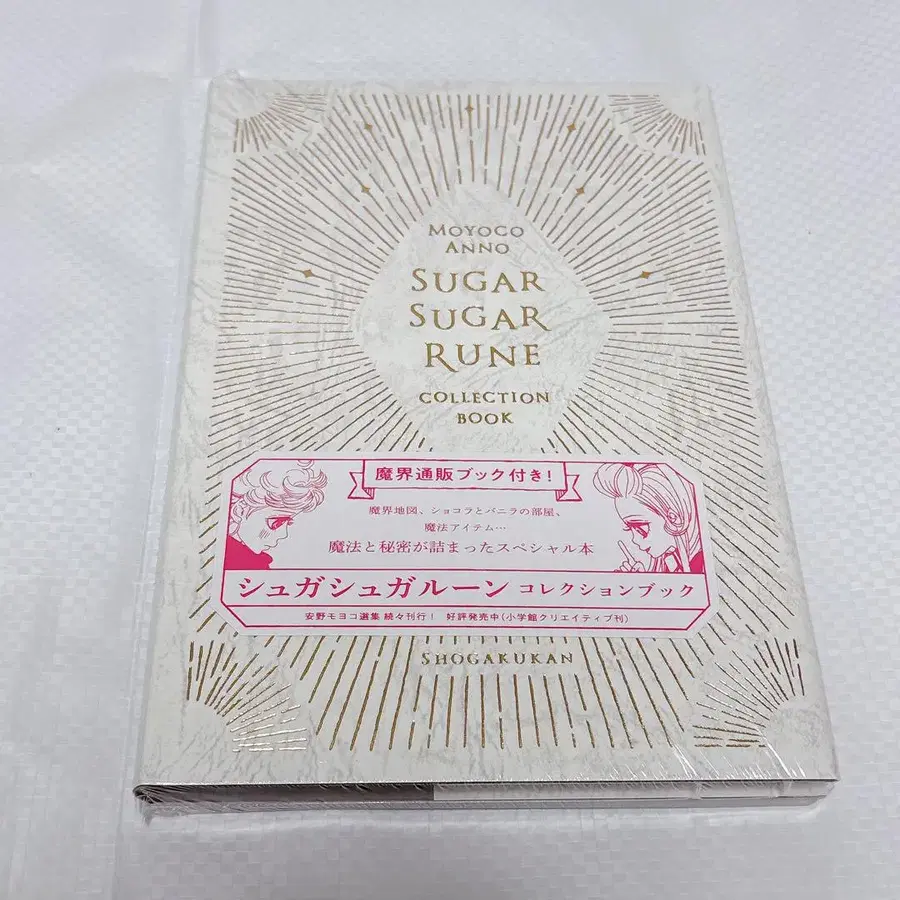 MOYOCO
ANNO
SUGAR
SUGAR
RUNE
COLLECTION
BOOK
魔界通販ブック付き！
魔界地図、ショコラとバニラの部屋、
魔法アイテム…
魔法と秘密が詰まったスペシャル本
シュガシュガルーン コレクションブック
安野モヨコ選集 続々刊行！ 好評発売中(小学館クリエイティブ刊)
SHOGAKUKAN